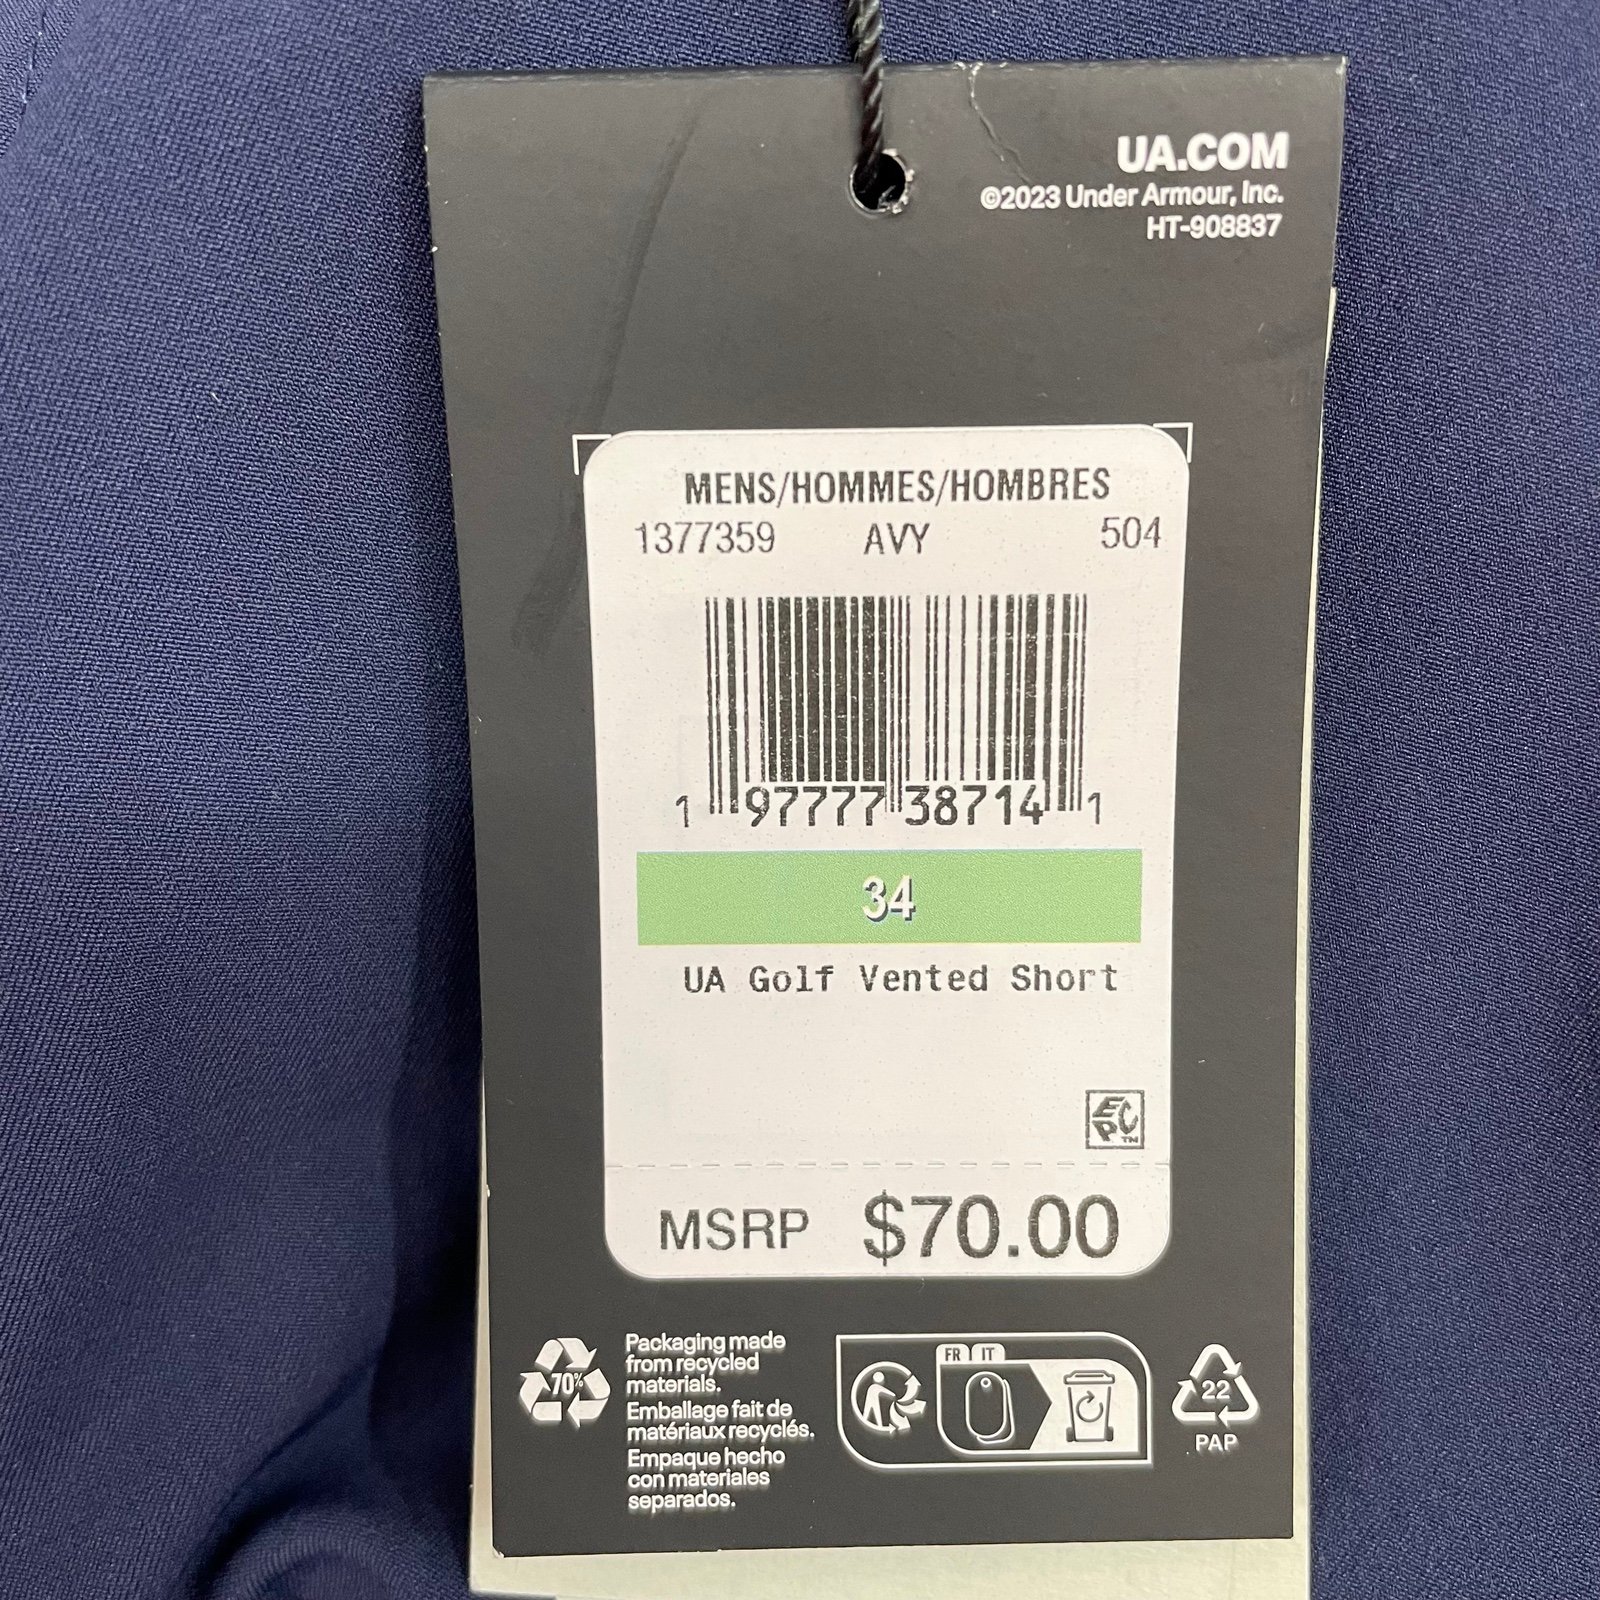 UA.COM
©2023 Under Armour, Inc.
HT-908837
MENS/HOMMES/HOMBRES
1377359 AVY 504
1 97777 38714 1
34
UA Golf Vented Short
EPC™
MSRP $70.00
70%
Packaging made
from recycled
materials.
Emballage fait de
matériaux recyclés.
Empaque hecho
con materiales
separados.
FR IT
22
PAP